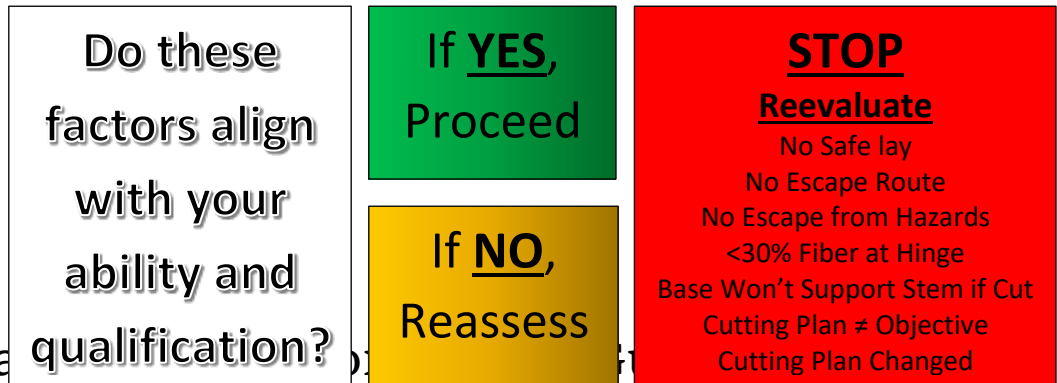 Do these
factors align
with your
ability and
qualification?
If YES,
Proceed
If NO,
Reassess
STOP
Reevaluate
No Safe lay
No Escape Route
No Escape from Hazards
<30% Fiber at Hinge
Base Won’t Support Stem if Cut
Cutting Plan ≠ Objective
Cutting Plan Changed